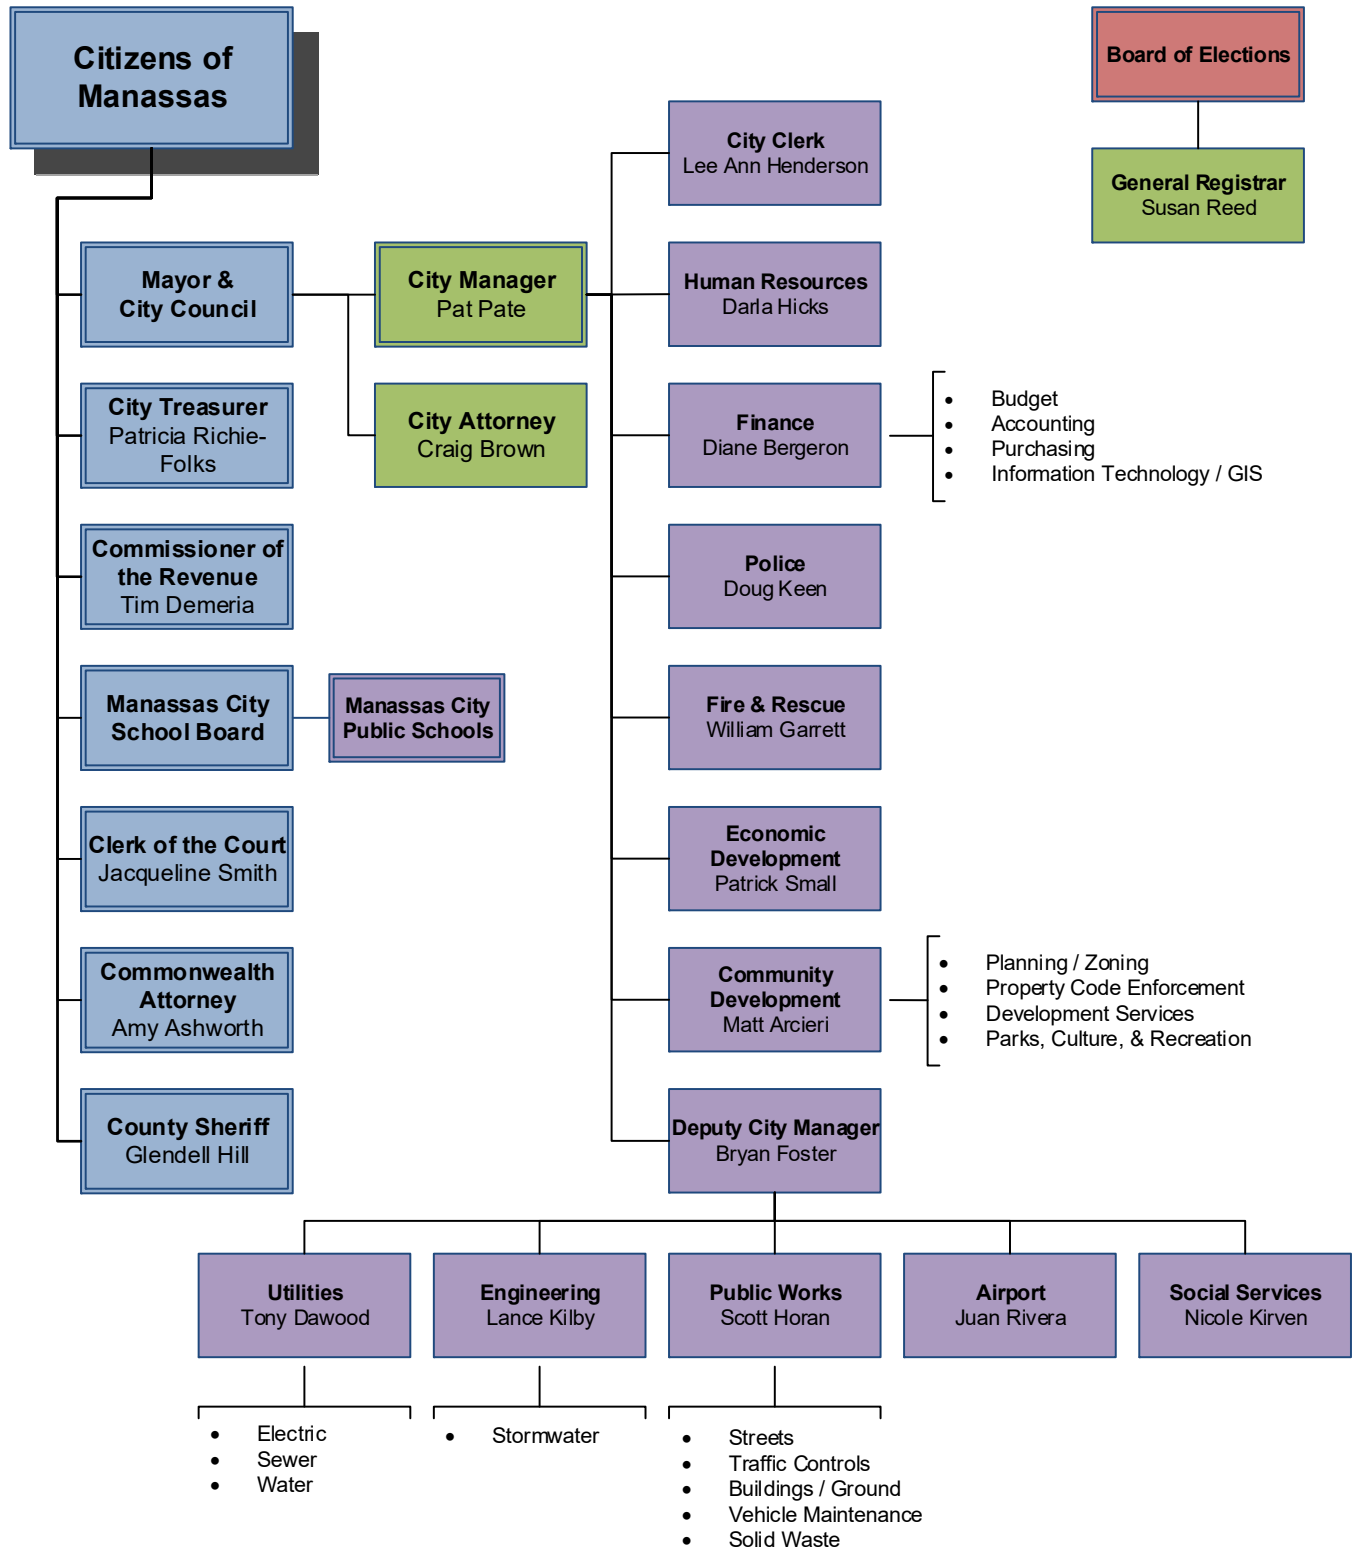 Citizens of
Manassas
Board of Elections
General Registrar
Susan Reed
City Clerk
Lee Ann Henderson
Mayor &
City Council
City Manager
Pat Pate
Human Resources
Darla Hicks
City Treasurer
Patricia Richie-
Folks
City Attorney
Craig Brown
Finance
Diane Bergeron
• Budget
• Accounting
• Purchasing
• Information Technology / GIS
Commissioner of
the Revenue
Tim Demeria
Police
Doug Keen
Manassas City
School Board
Manassas City
Public Schools
Fire & Rescue
William Garrett
Clerk of the Court
Jacqueline Smith
Economic
Development
Patrick Small
Commonwealth
Attorney
Amy Ashworth
Community
Development
Matt Arcieri
• Planning / Zoning
• Property Code Enforcement
• Development Services
• Parks, Culture, & Recreation
County Sheriff
Glendell Hill
Deputy City Manager
Bryan Foster
Utilities
Tony Dawood
Engineering
Lance Kilby
Public Works
Scott Horan
Airport
Juan Rivera
Social Services
Nicole Kirven
• Electric
• Sewer
• Water
• Stormwater
• Streets
• Traffic Controls
• Buildings / Ground
• Vehicle Maintenance
• Solid Waste